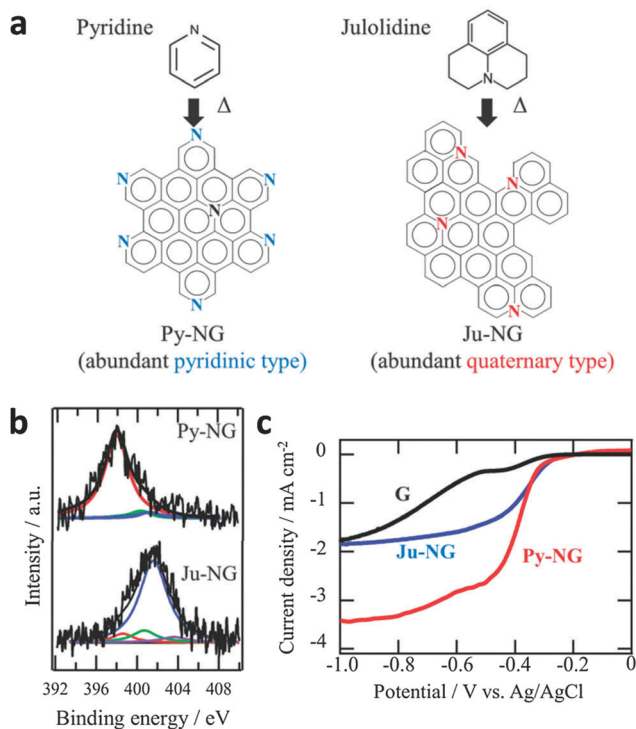 a
Pyridine
Julolidine
N
N
Δ
Δ
N
N
N
N
N
N
N
N
N
N
N
Py-NG
Ju-NG
(abundant pyridinic type)
(abundant quaternary type)
b
Py-NG
Ju-NG
Intensity / a.u.
392 396 400 404 408
Binding energy / eV
c
0
-1
-2
-3
-4
Current density / mA cm-2
G
Ju-NG
Py-NG
-1.0 -0.8 -0.6 -0.4 -0.2 0
Potential / V vs. Ag/AgCl